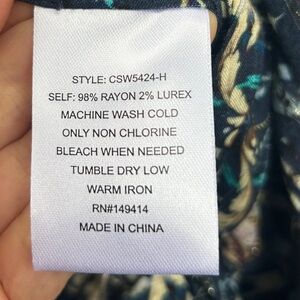 STYLE: CSW5424-H
SELF: 98% RAYON 2% LUREX
MACHINE WASH COLD
ONLY NON CHLORINE
BLEACH WHEN NEEDED
TUMBLE DRY LOW
WARM IRON
RN#149414
MADE IN CHINA